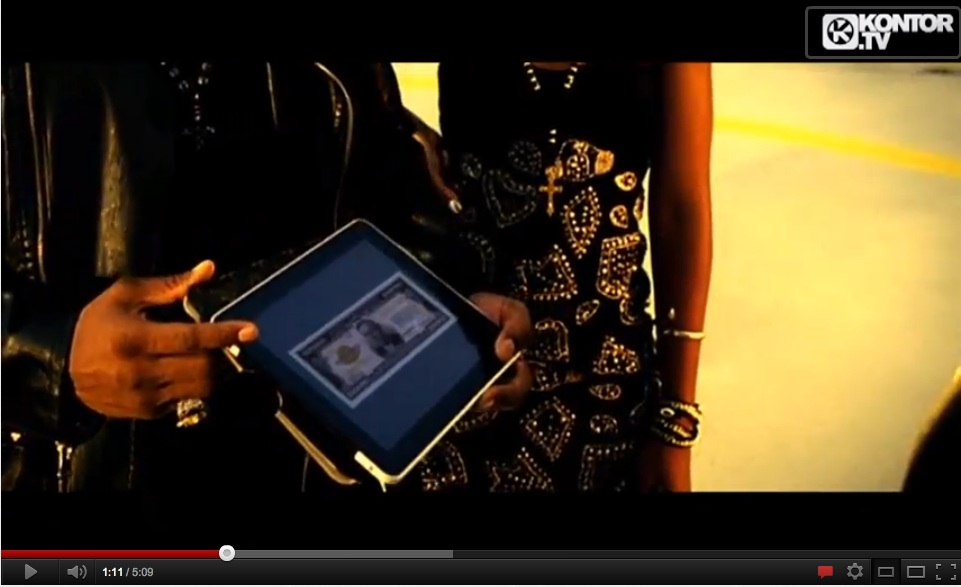 KONTOR
.TV
1:11 / 5:09